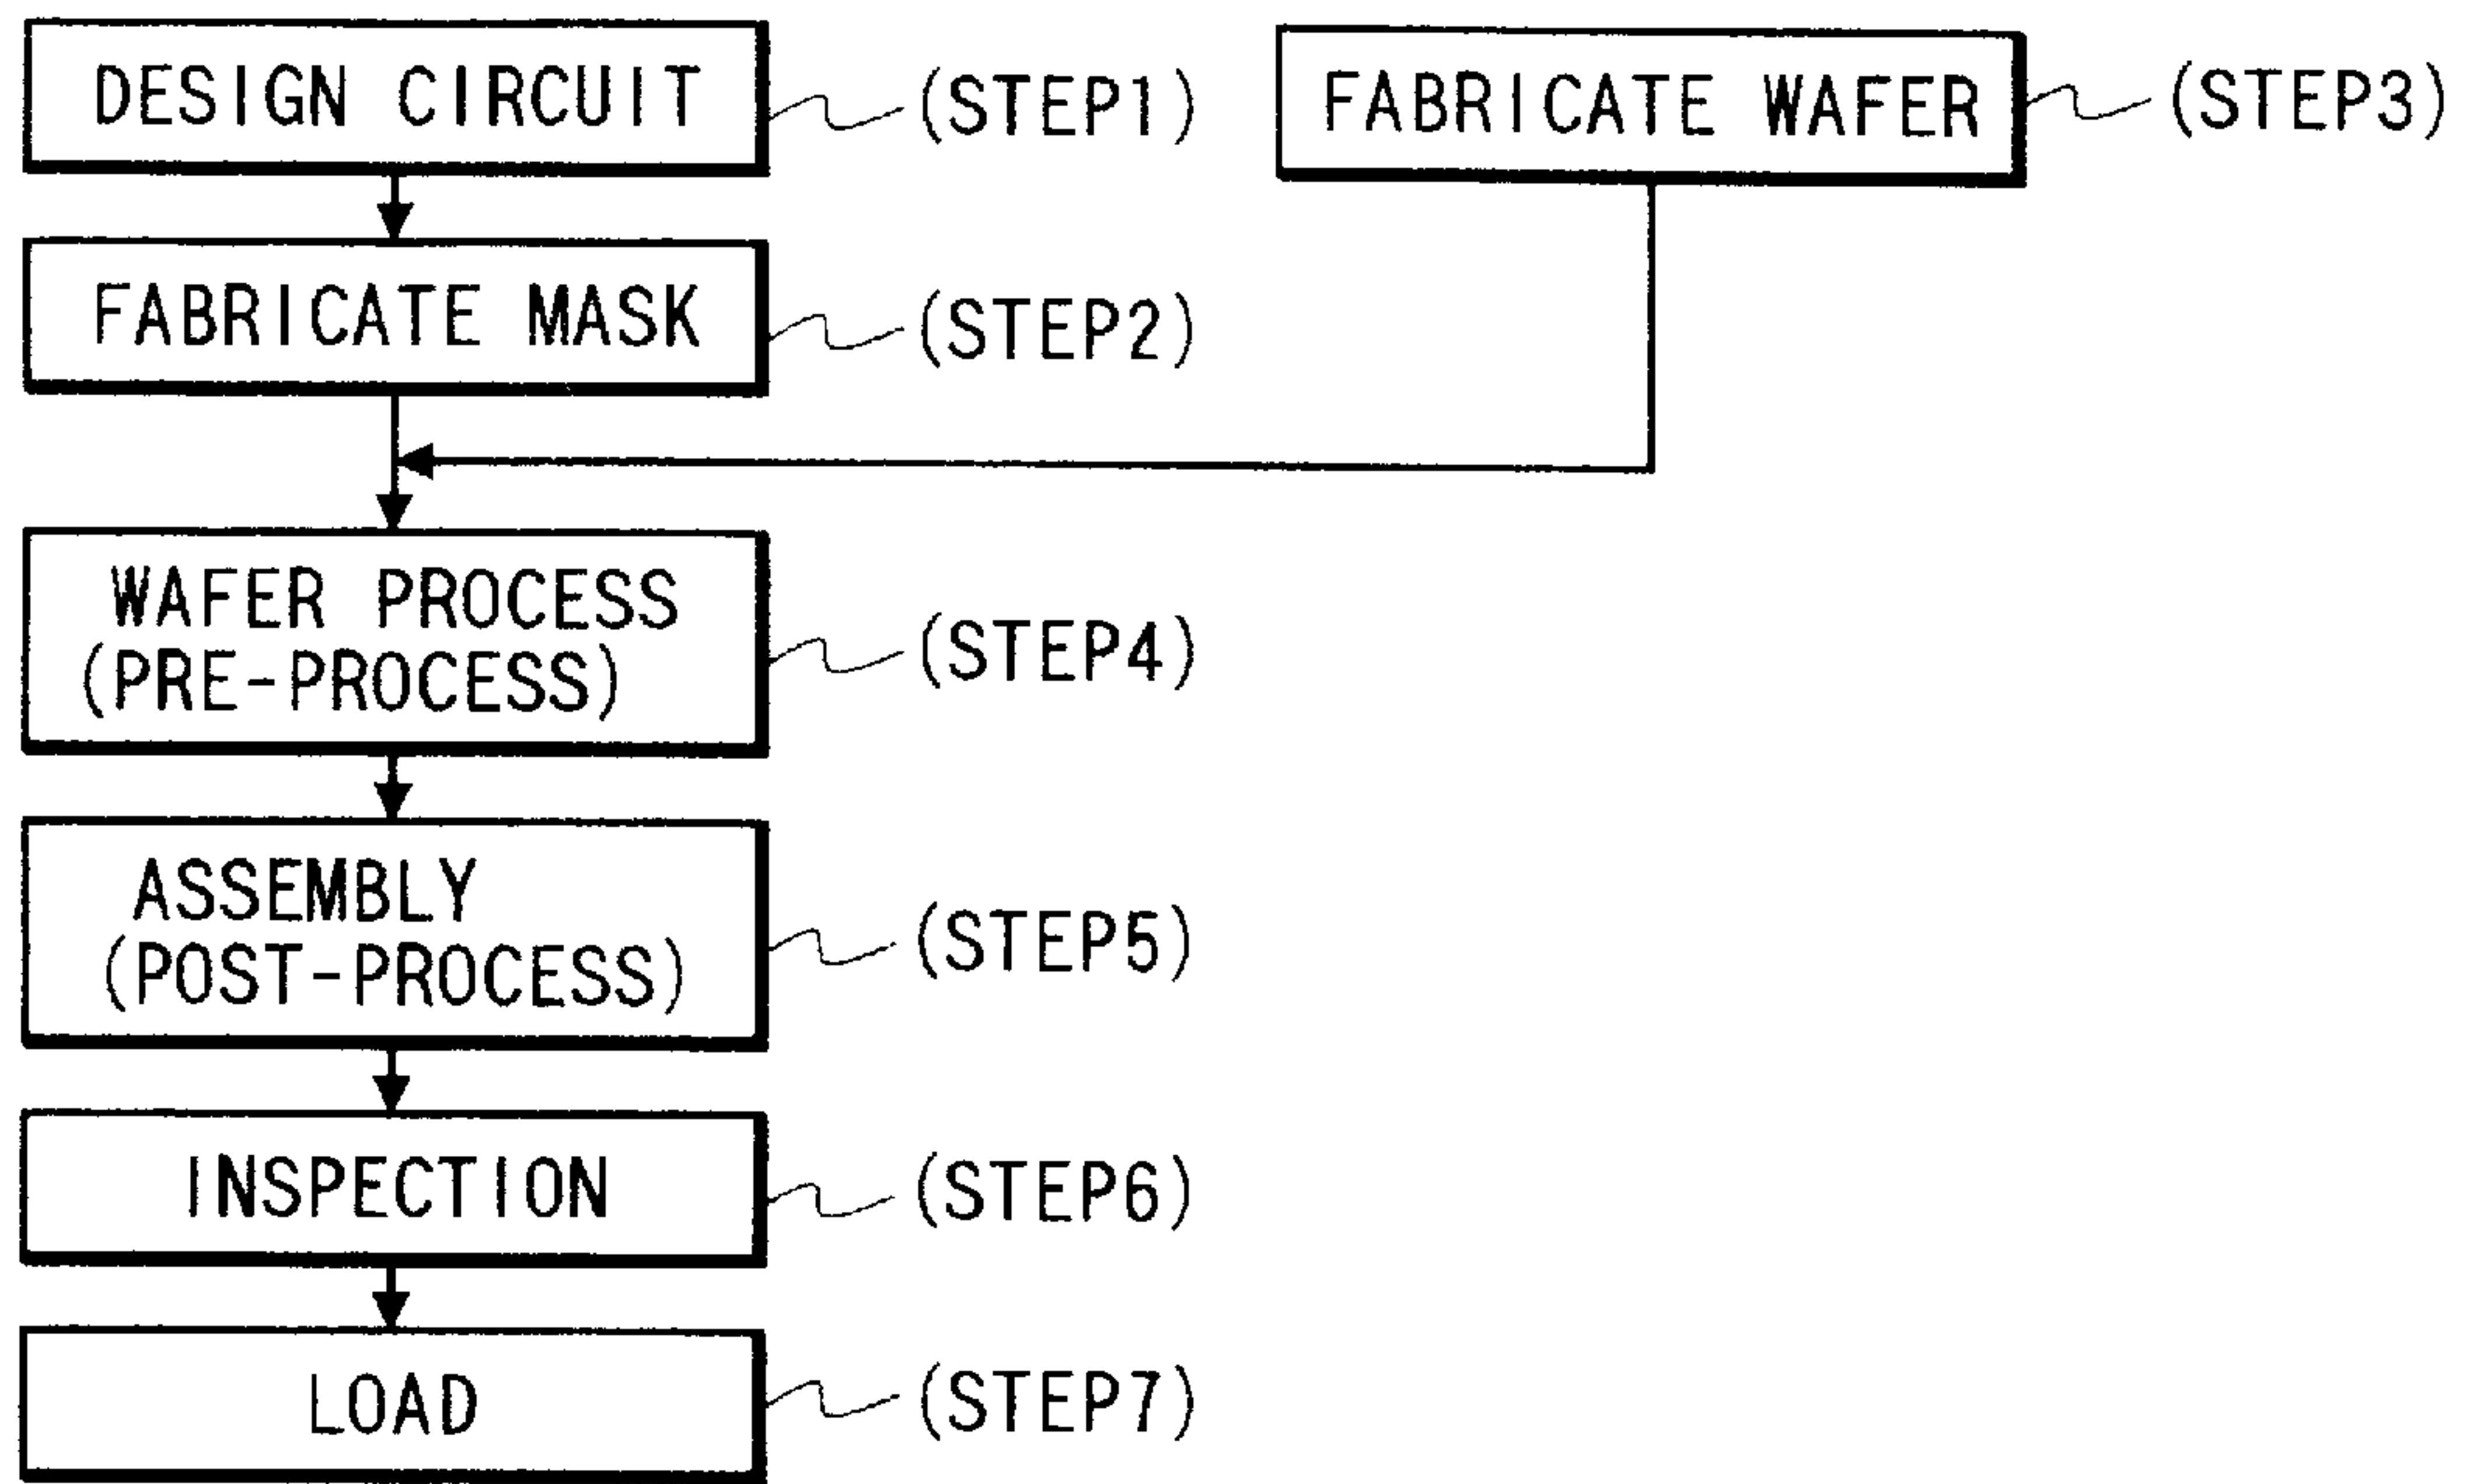 DESIGN CIRCUIT
(STEP1)
FABRICATE WAFER
(STEP3)
FABRICATE MASK
(STEP2)
WAFER PROCESS
(PRE-PROCESS)
(STEP4)
ASSEMBLY
(POST-PROCESS)
(STEP5)
INSPECTION
(STEP6)
LOAD
(STEP7)